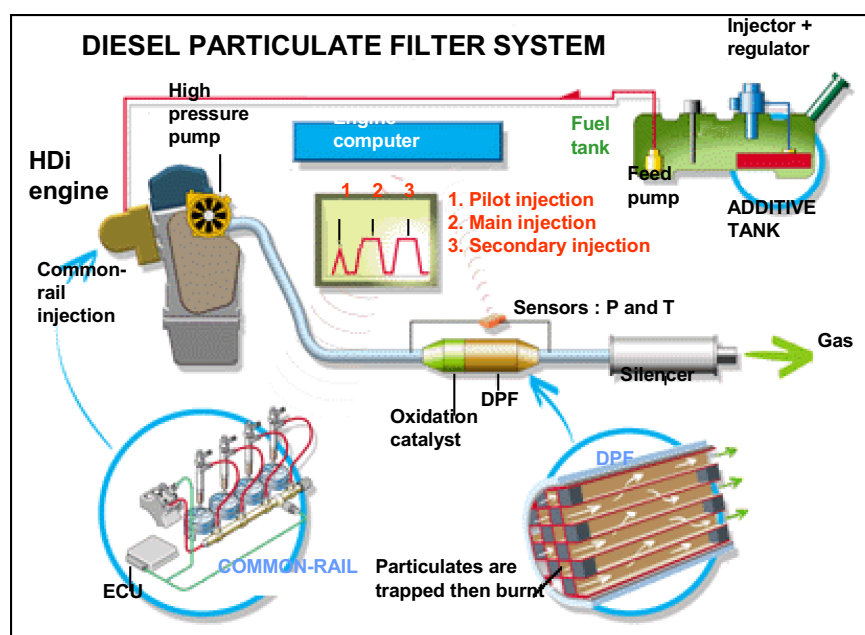 DIESEL PARTICULATE FILTER SYSTEM
Injector +
regulator
High
pressure
pump
Engine
computer
Fuel
tank
HDi
engine
Feed
pump
ADDITIVE
TANK
1 2 3
1. Pilot injection
2. Main injection
3. Secondary injection
Common-
rail
injection
Sensors : P and T
Gas
Silencer
DPF
Oxidation
catalyst
DPF
COMMON-RAIL
ECU
Particulates are
trapped then burnt